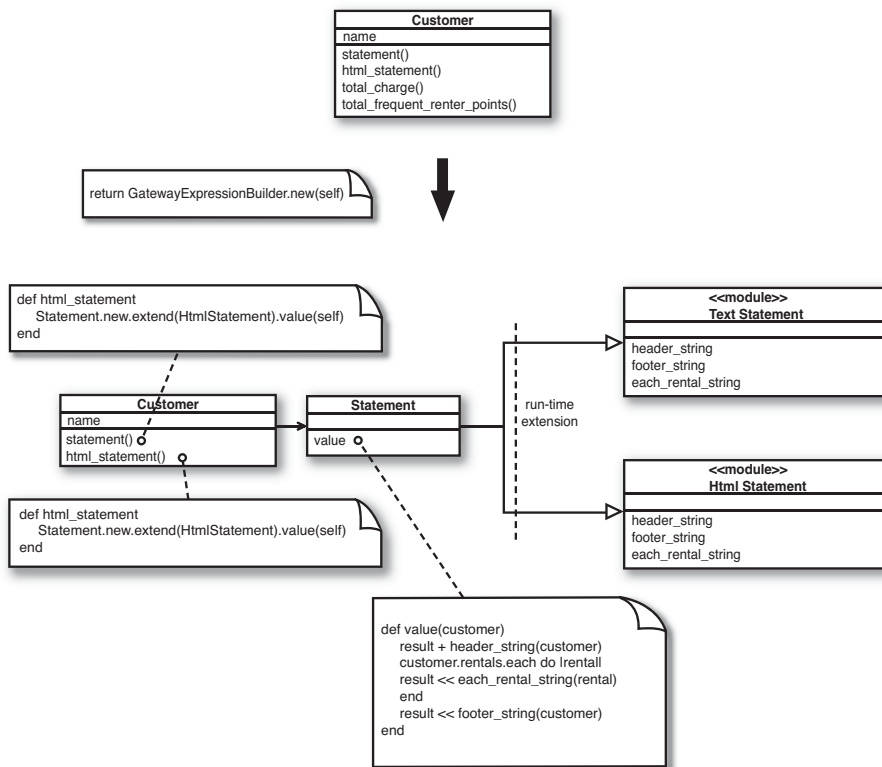 Customer
name
statement()
html_statement()
total_charge()
total_frequent_renter_points()
return GatewayExpressionBuilder.new(self)
def html_statement
Statement.new.extend(HtmlStatement).value(self)
end
Customer
name
statement()
html_statement()
Statement
value
run-time
extension
<<module>>
Text Statement
header_string
footer_string
each_rental_string
<<module>>
Html Statement
header_string
footer_string
each_rental_string
def html_statement
Statement.new.extend(HtmlStatement).value(self)
end
def value(customer)
result + header_string(customer)
customer.rentals.each do lrentall
result << each_rental_string(rental)
end
result << footer_string(customer)
end